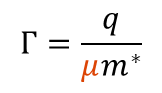 Γ = q / μm*